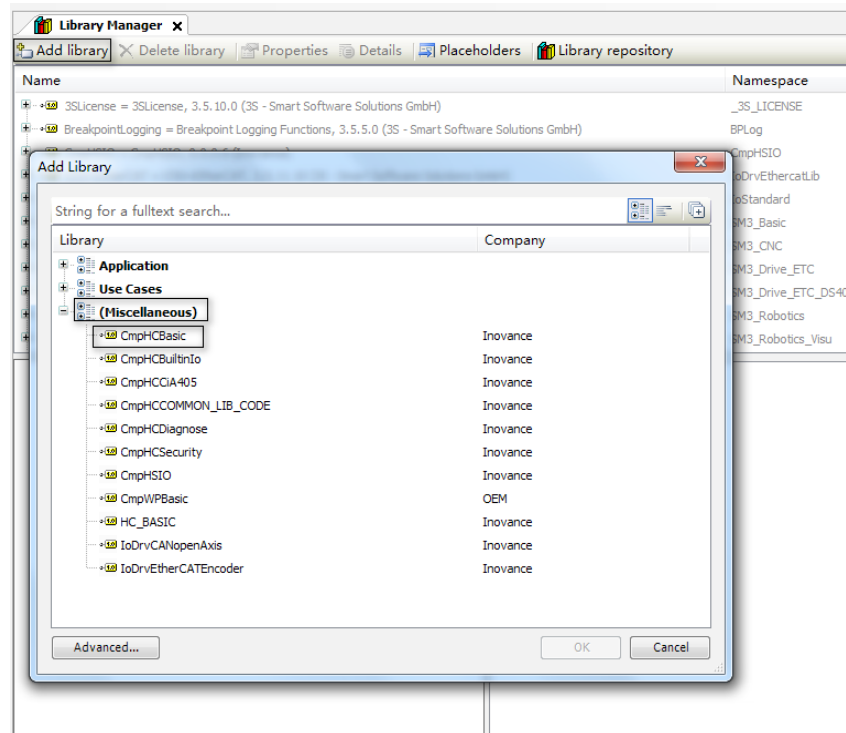 Library Manager
Add library Delete library Properties Details Placeholders Library repository
Name Namespace
3SLicense = 3SLicense, 3.5.10.0 (3S - Smart Software Solutions GmbH) _3S_LICENSE
BreakpointLogging = Breakpoint Logging Functions, 3.5.5.0 (3S - Smart Software Solutions GmbH) BPLog
CmpHSIO
Add Library
IoDrvEthercatLib
IoStandard
String for a fulltext search...
SM3_Basic
Library Company
SM3_CNC
Application
SM3_Drive_ETC
Use Cases
SM3_Drive_ETC_DS40
(Miscellaneous)
SM3_Robotics
CmpHCBasic Inovance
SM3_Robotics_Visu
CmpHCBuiltinIo Inovance
CmpHCCiA405 Inovance
CmpHCCOMMON_LIB_CODE Inovance
CmpHCDiagnose Inovance
CmpHCSecurity Inovance
CmpHSIO Inovance
CmpWPBasic OEM
HC_BASIC Inovance
IoDrvCANopenAxis Inovance
IoDrvEtherCATEncoder Inovance
Advanced... OK Cancel